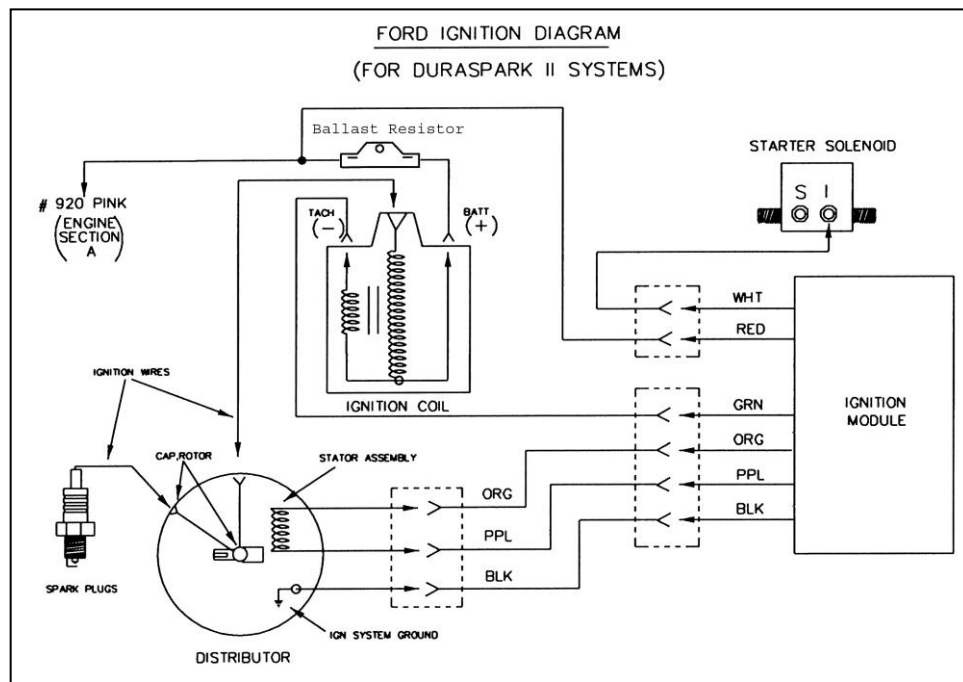 FORD IGNITION DIAGRAM
(FOR DURASPARK II SYSTEMS)
Ballast Resistor
STARTER SOLENOID
S I
# 920 PINK
(ENGINE
SECTION
A)
TACH
(-)
BATT
(+)
WHT
RED
IGNITION WIRES
IGNITION COIL
GRN
IGNITION
MODULE
ORG
PPL
BLK
CAP,ROTOR
STATOR ASSEMBLY
ORG
PPL
BLK
SPARK PLUGS
IGN SYSTEM GROUND
DISTRIBUTOR